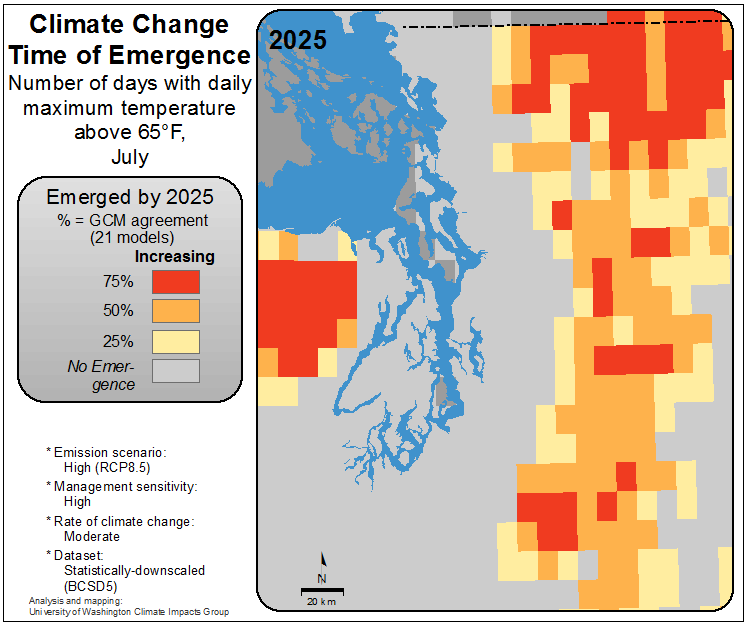 Climate Change
Time of Emergence
Number of days with daily
maximum temperature
above 65°F,
July
2025
Emerged by 2025
% = GCM agreement
(21 models)
Increasing
75%
50%
25%
No Emer-
gence
* Emission scenario:
High (RCP8.5)
* Management sensitivity:
High
* Rate of climate change:
Moderate
* Dataset:
Statistically-downscaled
(BCSD5)
Analysis and mapping:
University of Washington Climate Impacts Group
N
20 km